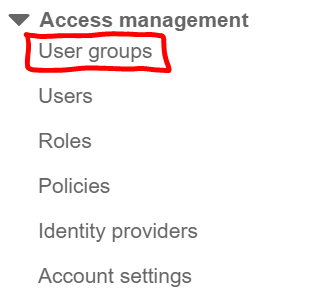 Access management
User groups
Users
Roles
Policies
Identity providers
Account settings